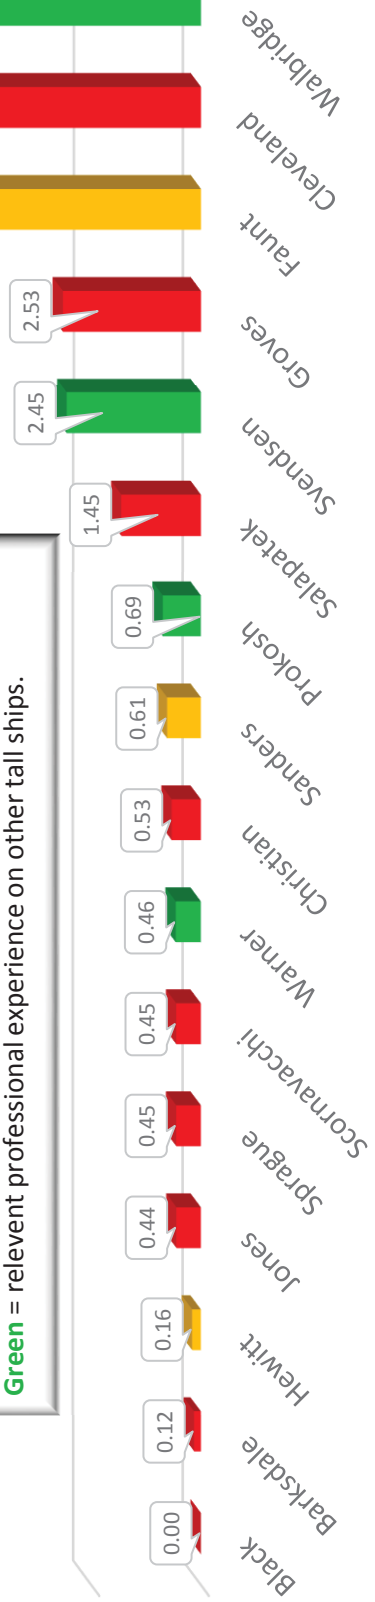 Green = relevent professional experience on other tall ships.
0.00
0.12
0.16
0.44
0.45
0.45
0.46
0.53
0.61
0.69
1.45
2.45
2.53
Black
Barksdale
Hewitt
Jones
Sprague
Scornavacchi
Warner
Christian
Sanders
Prokosh
Salapatek
Svendsen
Groves
Faunt
Cleveland
Walbridge